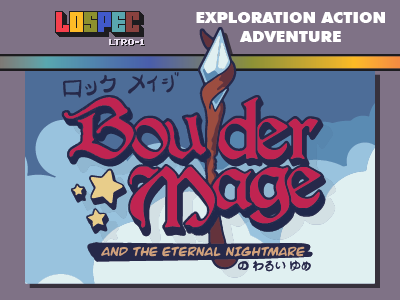 LOSPEC
LTRO-1
EXPLORATION ACTION
ADVENTURE
ロック メイジ
Boulder
Mage
AND THE ETERNAL NIGHTMARE
の わるい ゆめ